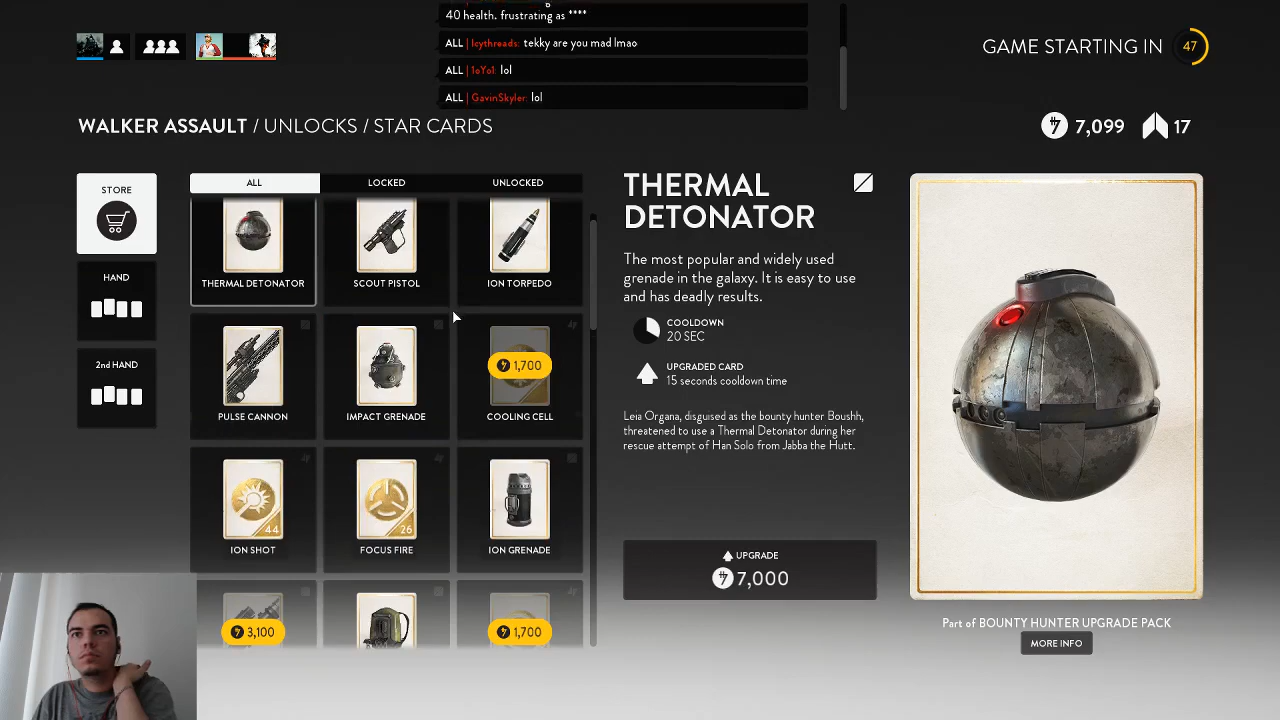 40 health. frustrating as ****
ALL | Icythreads: tekky are you mad lmao
ALL | 1oYo1: lol
ALL | GavinSkyler: lol
GAME STARTING IN 47
WALKER ASSAULT / UNLOCKS / STAR CARDS
7,099 17
STORE
HAND
2nd HAND
ALL LOCKED UNLOCKED
THERMAL DETONATOR SCOUT PISTOL ION TORPEDO
1,700
PULSE CANNON IMPACT GRENADE COOLING CELL
44 26
ION SHOT FOCUS FIRE ION GRENADE
3,100 1,700
THERMAL
DETONATOR
The most popular and widely used
grenade in the galaxy. It is easy to use
and has deadly results.
COOLDOWN
20 SEC
UPGRADED CARD
15 seconds cooldown time
Leia Organa, disguised as the bounty hunter Boushh,
threatened to use a Thermal Detonator during her
rescue attempt of Han Solo from Jabba the Hutt.
UPGRADE
7,000
Part of BOUNTY HUNTER UPGRADE PACK
MORE INFO